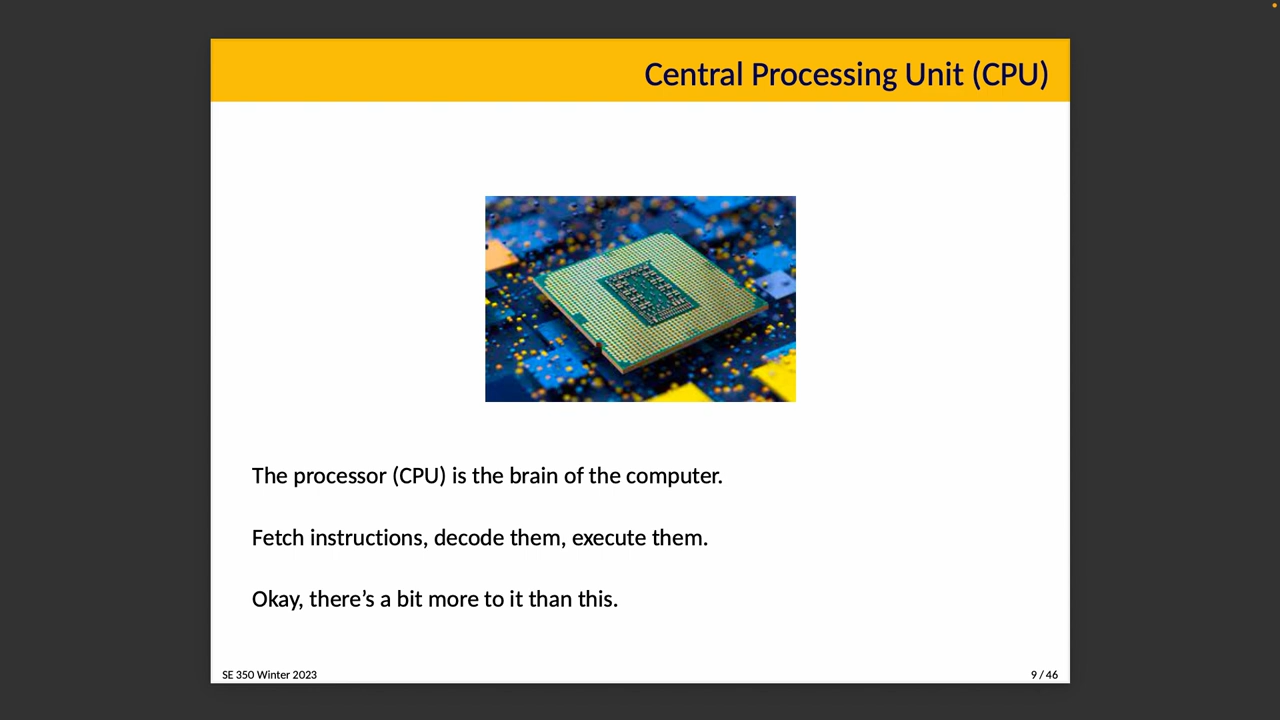 Central Processing Unit (CPU)
The processor (CPU) is the brain of the computer.
Fetch instructions, decode them, execute them.
Okay, there’s a bit more to it than this.
SE 350 Winter 2023
9 / 46